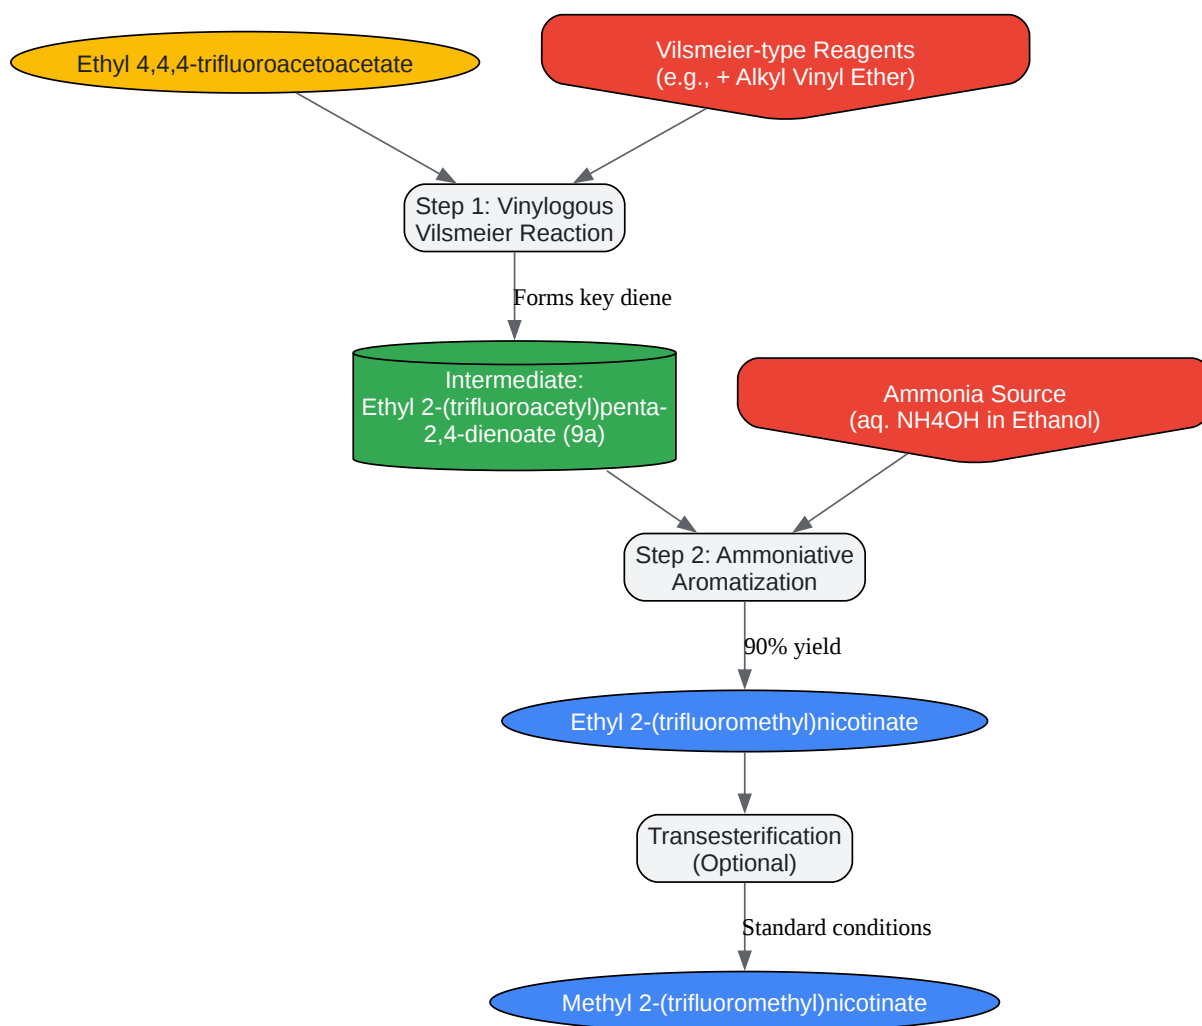 Ethyl 4,4,4-trifluoroacetoacetate
Vilsmeier-type Reagents
(e.g., + Alkyl Vinyl Ether)
Step 1: Vinylogous
Vilsmeier Reaction
Forms key diene
Intermediate:
Ethyl 2-(trifluoroacetyl)penta-
2,4-dienoate (9a)
Ammonia Source
(aq. NH4OH in Ethanol)
Step 2: Ammoniative
Aromatization
90% yield
Ethyl 2-(trifluoromethyl)nicotinate
Transesterification
(Optional)
Standard conditions
Methyl 2-(trifluoromethyl)nicotinate